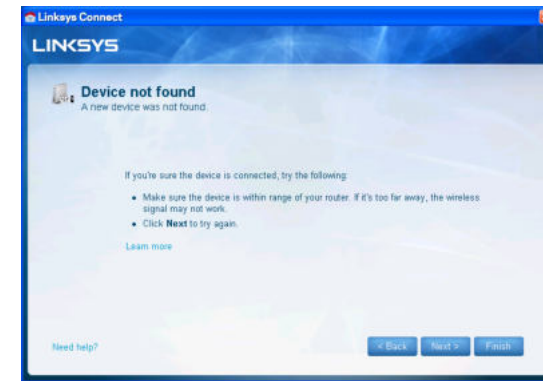 Linksys Connect
LINKSYS
Device not found
A new device was not found.
If you're sure the device is connected, try the following:
• Make sure the device is within range of your router. If it's too far away, the wireless
signal may not work.
• Click Next to try again.
Learn more
Need help?
< Back Next > Finish